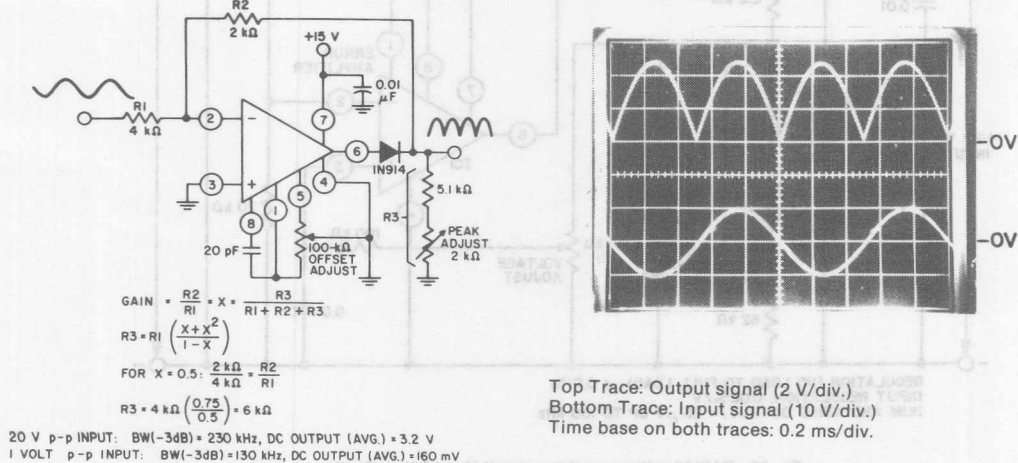 R2
2 kΩ
+15 V
0.01
μF
R1
4 kΩ
2
−
7
6
1N914
3
+
4
5
8
1
20 pF
100-kΩ
OFFSET
ADJUST
5.1 kΩ
R3
PEAK
ADJUST
2 kΩ
0V
0V
GAIN = R2/R1 = X = R3/(R1 + R2 + R3)
R3 = R1 (X + X²/1 − X)
FOR X = 0.5: 2 kΩ/4 kΩ = R2/R1
R3 = 4 kΩ (0.75/0.5) = 6 kΩ
20 V p-p INPUT: BW(-3dB) = 230 kHz, DC OUTPUT (AVG.) = 3.2 V
1 VOLT p-p INPUT: BW(-3dB) = 130 kHz, DC OUTPUT (AVG.) = 160 mV
Top Trace: Output signal (2 V/div.)
Bottom Trace: Input signal (10 V/div.)
Time base on both traces: 0.2 ms/div.